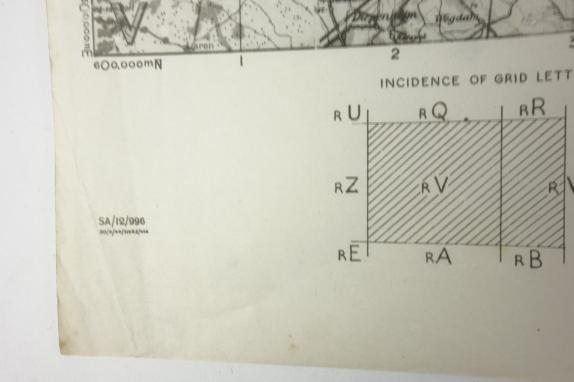 V
600,000mN
1
2
INCIDENCE OF GRID LETT
R U R Q R R
R Z R V R V
R E R A R B
SA/12/996